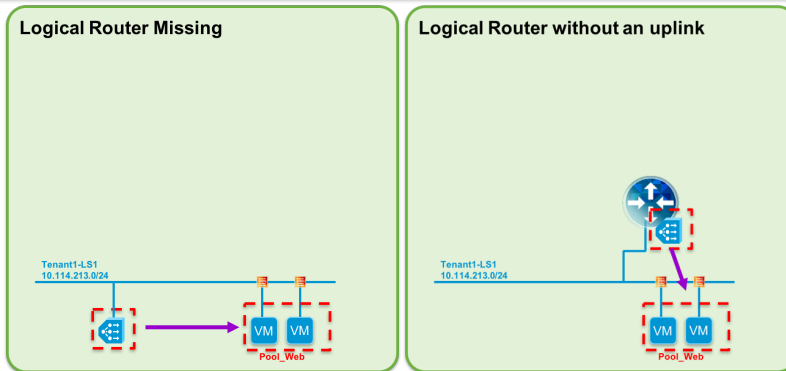 Logical Router Missing
Tenant1-LS1
10.114.213.0/24
VM VM
Pool_Web
Logical Router without an uplink
Tenant1-LS1
10.114.213.0/24
VM VM
Pool_Web